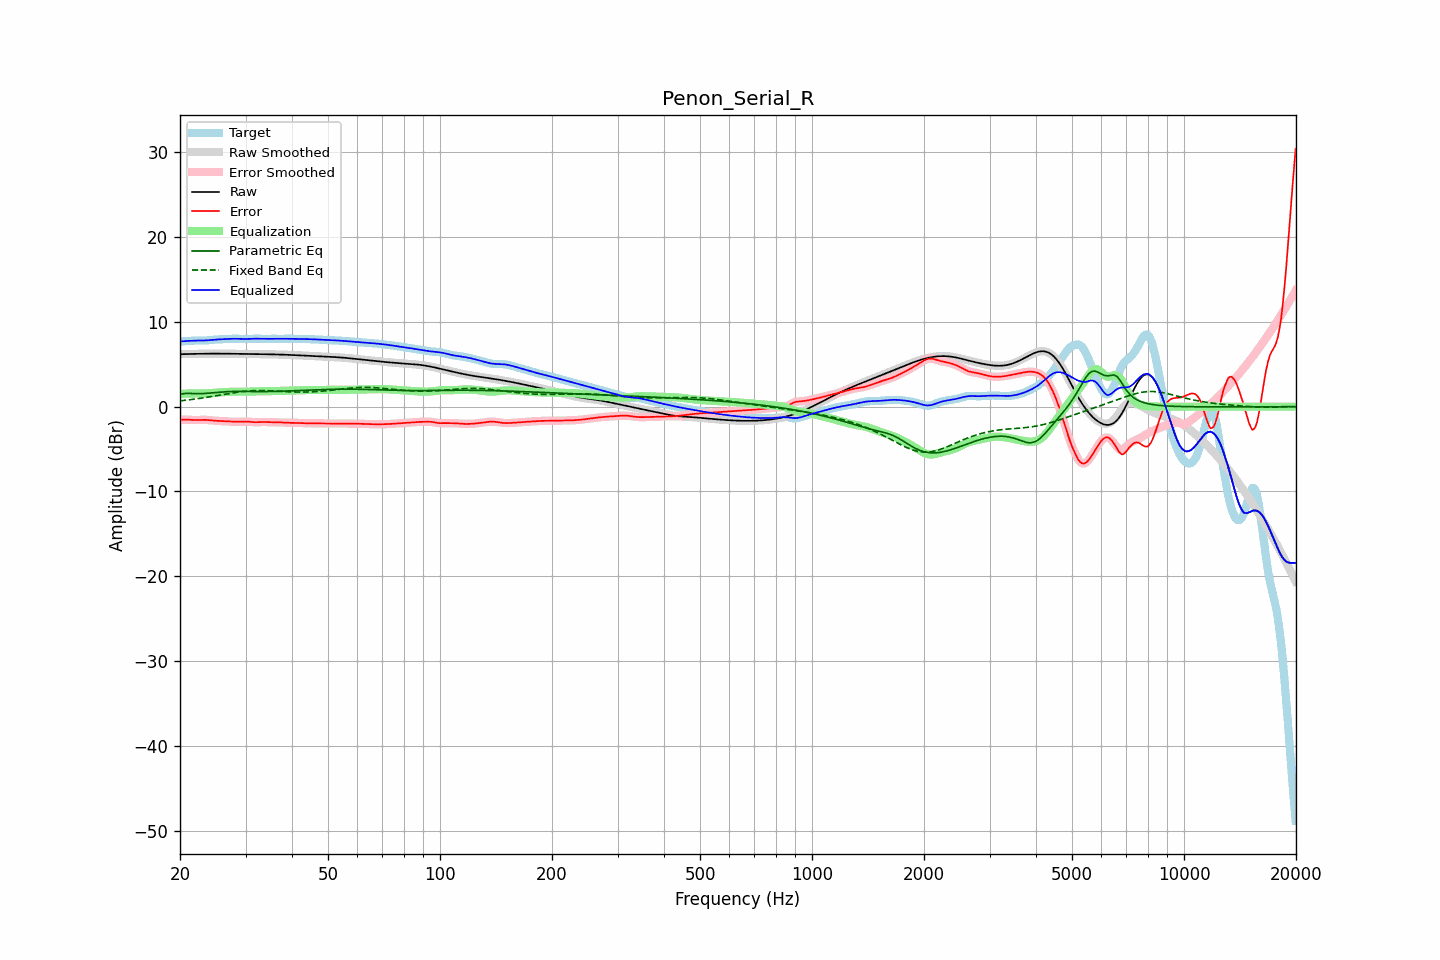 Penon_Serial_R
Target
Raw Smoothed
Error Smoothed
Raw
Error
Equalization
Parametric Eq
Fixed Band Eq
Equalized
30
20
10
0
−10
−20
−30
−40
−50
Amplitude (dBr)
20 50 100 200 500 1000 2000 5000 10000 20000
Frequency (Hz)